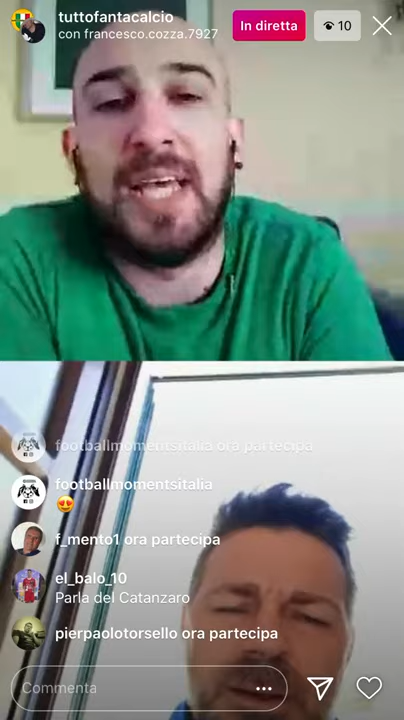 tuttofantacalcio
con francesco.cozza.7927
In diretta
10
footballmomentsitalia ora partecipa
footballmomentsitalia
😍
f_mento1 ora partecipa
el_balo_10
Parla del Catanzaro
pierpaolotorsello ora partecipa
Commenta